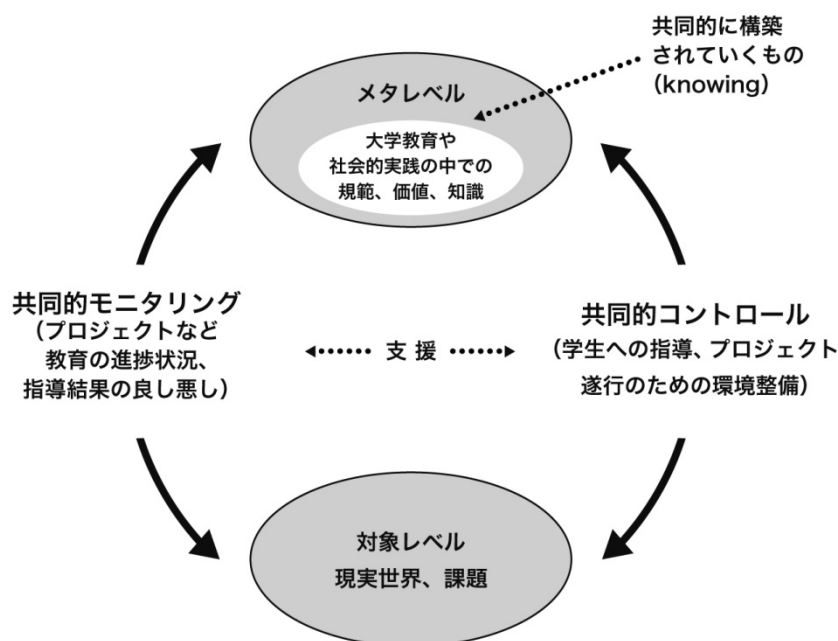 共同的に構築
されていくもの
（knowing）
メタレベル
大学教育や
社会的実践の中での
規範、価値、知識
共同的モニタリング
（プロジェクトなど
教育の進捗状況、
指導結果の良し悪し）
支援
共同的コントロール
（学生への指導、プロジェクト
遂行のための環境整備）
対象レベル
現実世界、課題